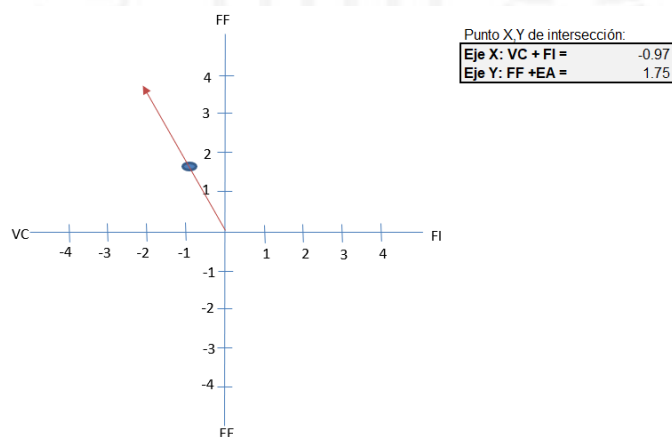 FF
Punto X,Y de intersección:
Eje X: VC + FI = -0.97
Eje Y: FF +EA = 1.75
4
3
2
1
VC
FI
-4 -3 -2 -1 1 2 3 4
-1
-2
-3
-4
FF